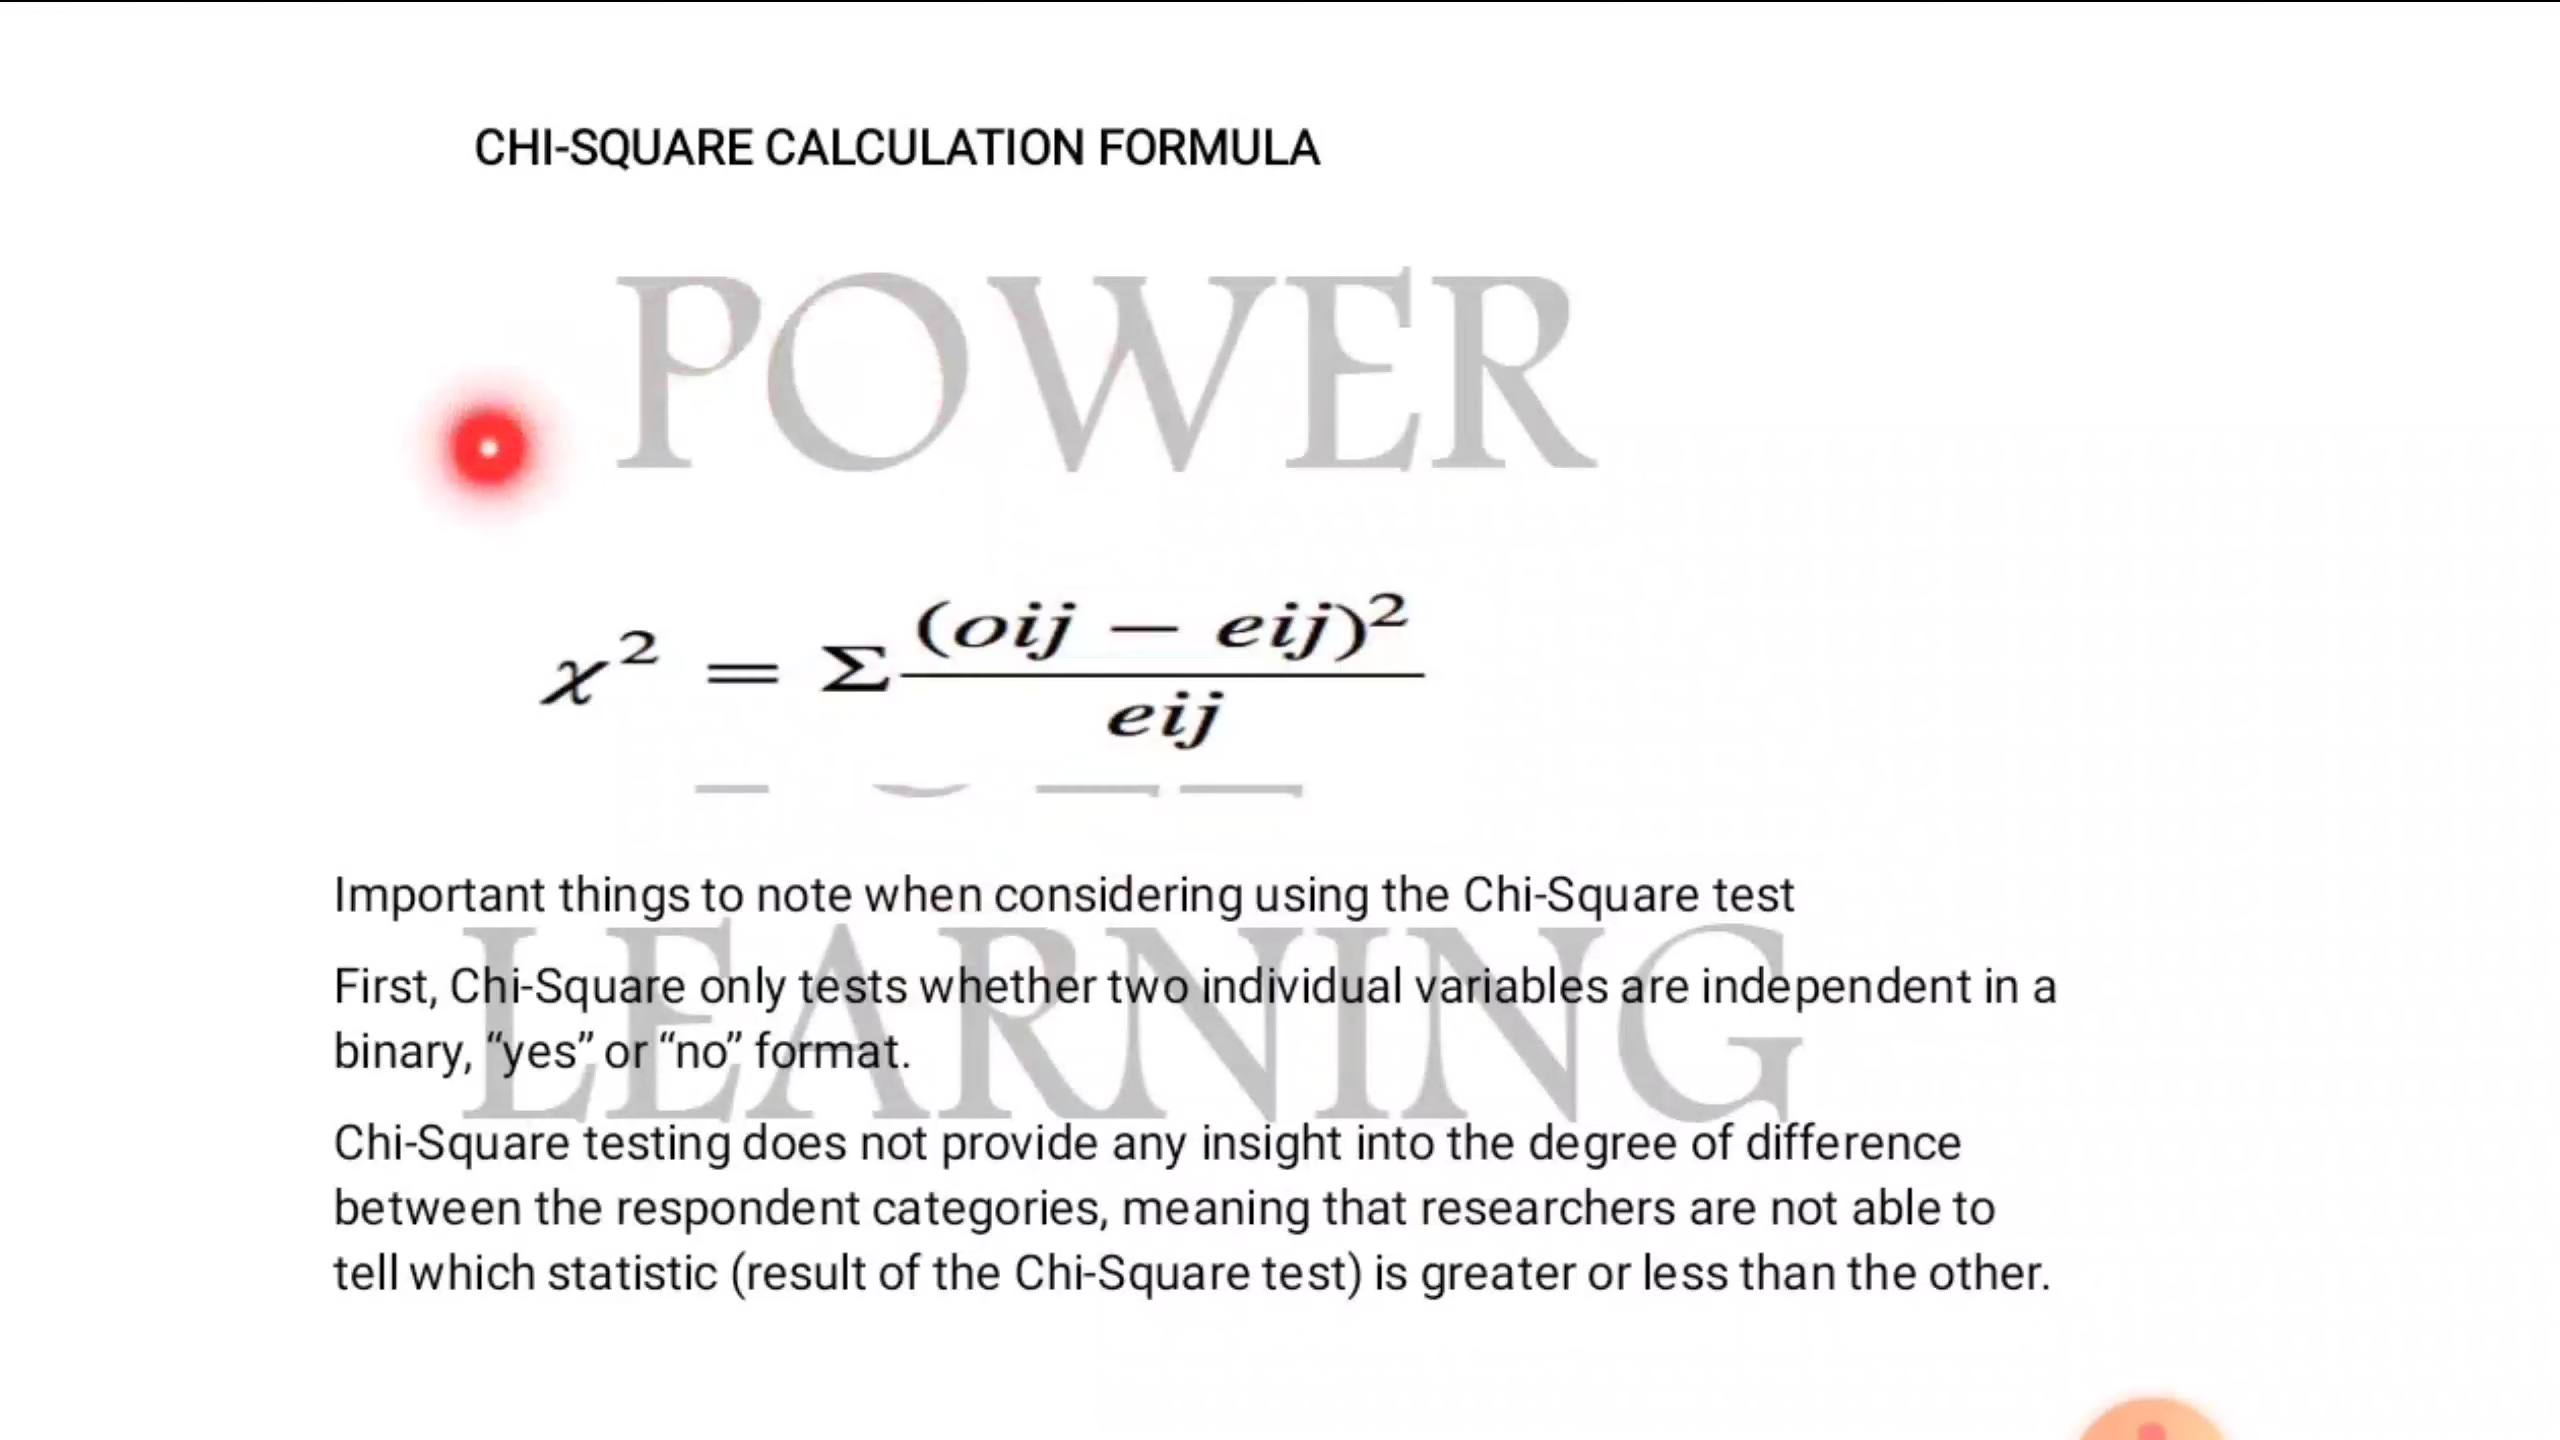 CHI-SQUARE CALCULATION FORMULA
POWER
χ² = Σ (oij − eij)² / eij
Important things to note when considering using the Chi-Square test
LEARNING
First, Chi-Square only tests whether two individual variables are independent in a
binary, “yes” or “no” format.
Chi-Square testing does not provide any insight into the degree of difference
between the respondent categories, meaning that researchers are not able to
tell which statistic (result of the Chi-Square test) is greater or less than the other.